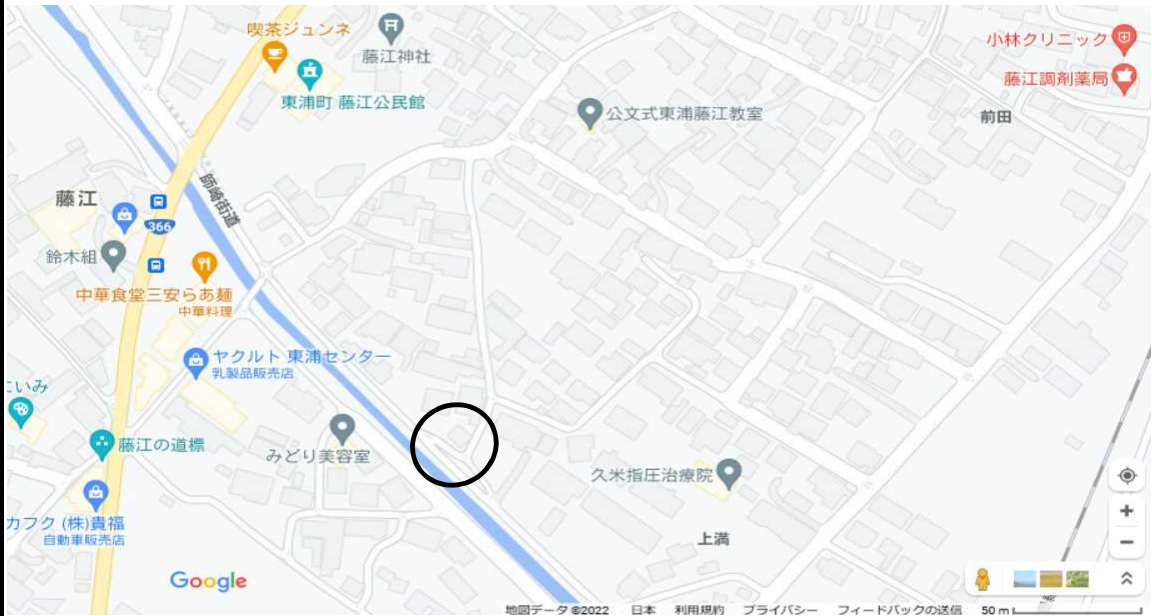 喫茶ジュンネ
藤江神社
東浦町 藤江公民館
小林クリニック
藤江調剤薬局
公文式東浦藤江教室
前田
師崎街道
藤江
366
鈴木組
中華食堂三安らあ麺
中華料理
ヤクルト 東浦センター
乳製品販売店
にいみ
藤江の道標
みどり美容室
久米指圧治療院
カフク (株)貴福
自動車販売店
上満
Google
地図データ ©2022 日本 利用規約 プライバシー フィードバックの送信 50 m